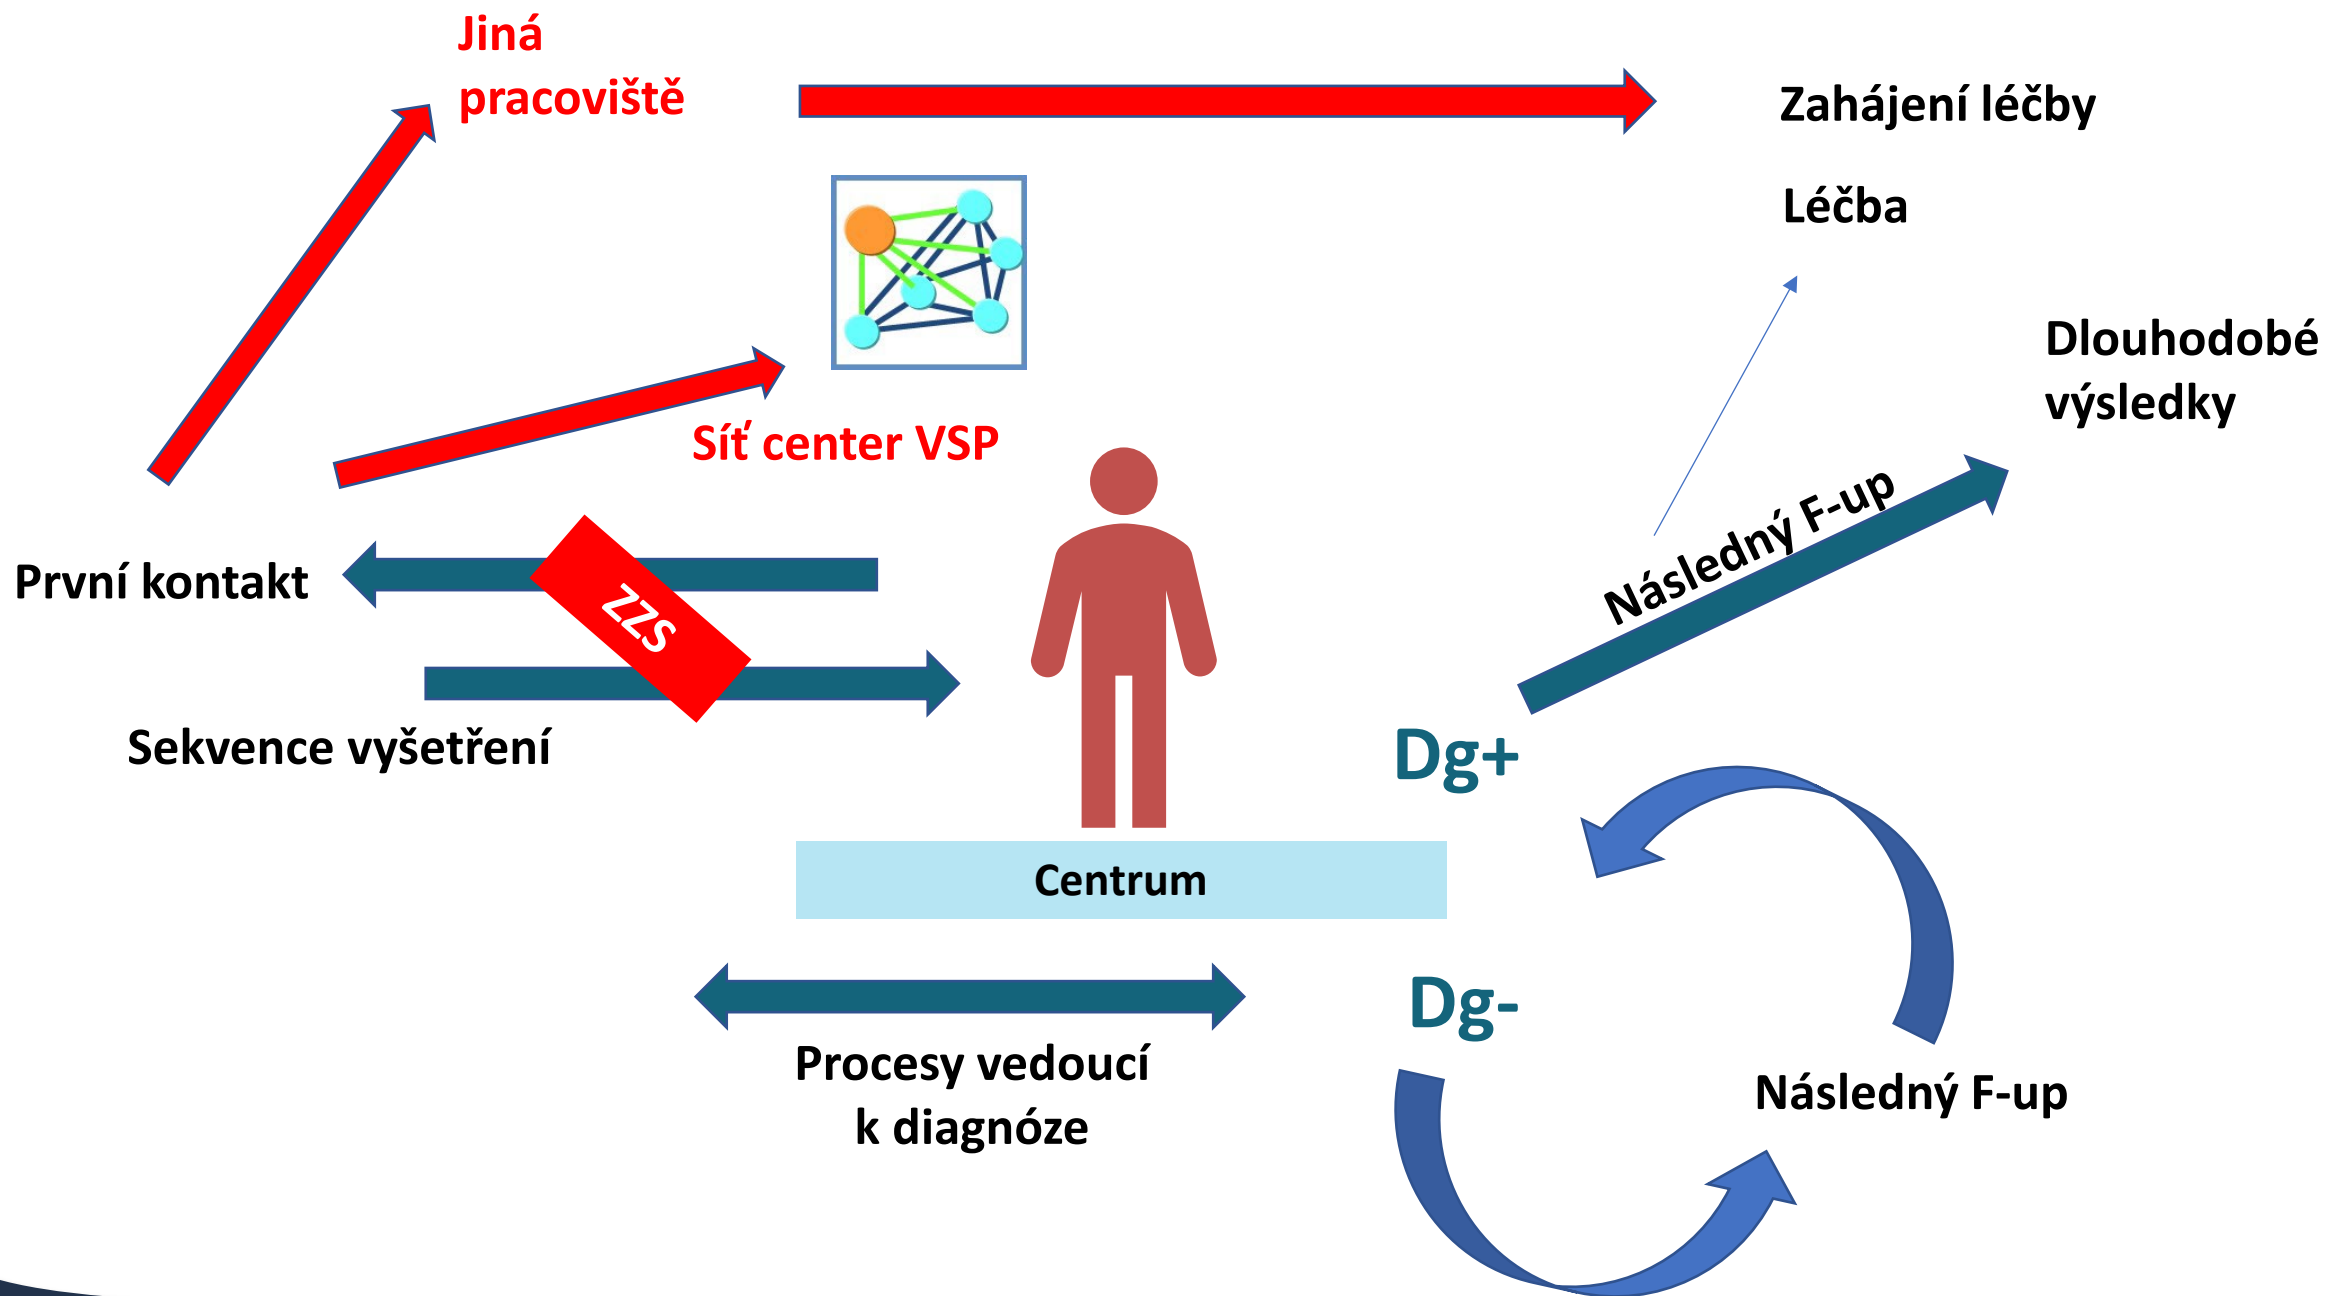 Jiná
pracoviště
Zahájení léčby
Léčba
Dlouhodobé
výsledky
Síť center VSP
Následný F-up
První kontakt
ZZS
Sekvence vyšetření
Dg+
Centrum
Dg-
Procesy vedoucí
k diagnóze
Následný F-up